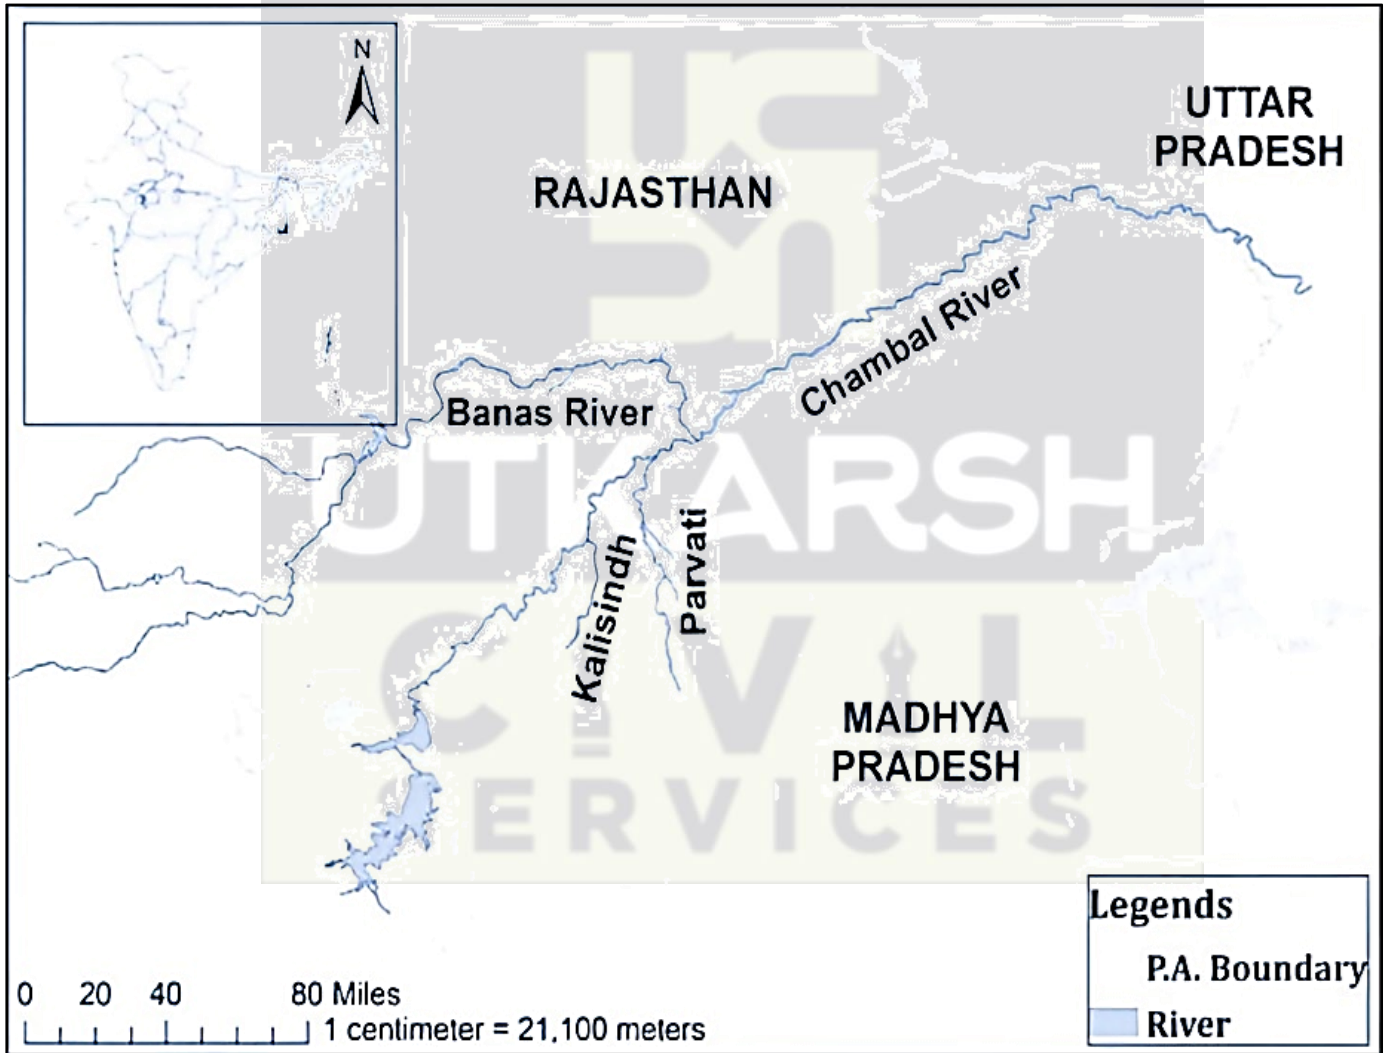 N
UTTAR
PRADESH
RAJASTHAN
Chambal River
Banas River
UTKARSH
Kalisindh
Parvati
CIVIL
MADHYA
PRADESH
SERVICES
Legends
P.A. Boundary
River
0 20 40 80 Miles
1 centimeter = 21,100 meters